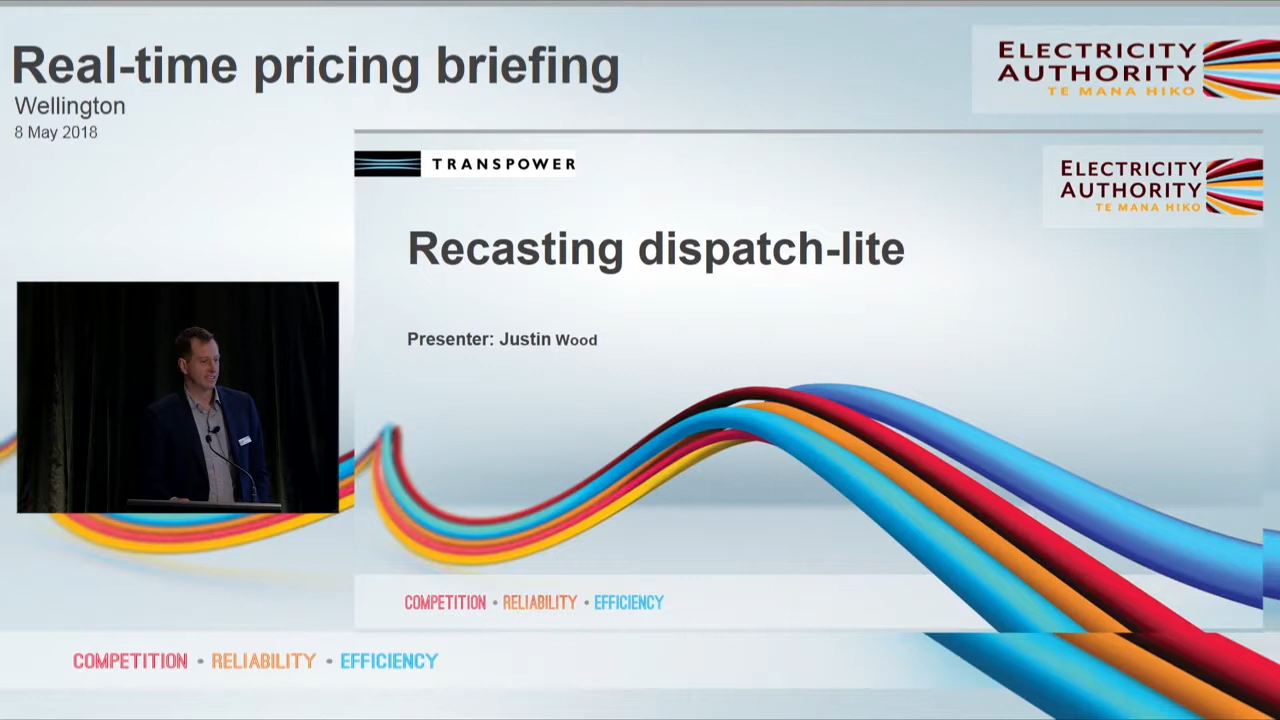 Real-time pricing briefing
Wellington
8 May 2018
ELECTRICITY
AUTHORITY
TE MANA HIKO
TRANSPOWER
ELECTRICITY
AUTHORITY
TE MANA HIKO
Recasting dispatch-lite
Presenter: Justin Wood
COMPETITION • RELIABILITY • EFFICIENCY
COMPETITION • RELIABILITY • EFFICIENCY